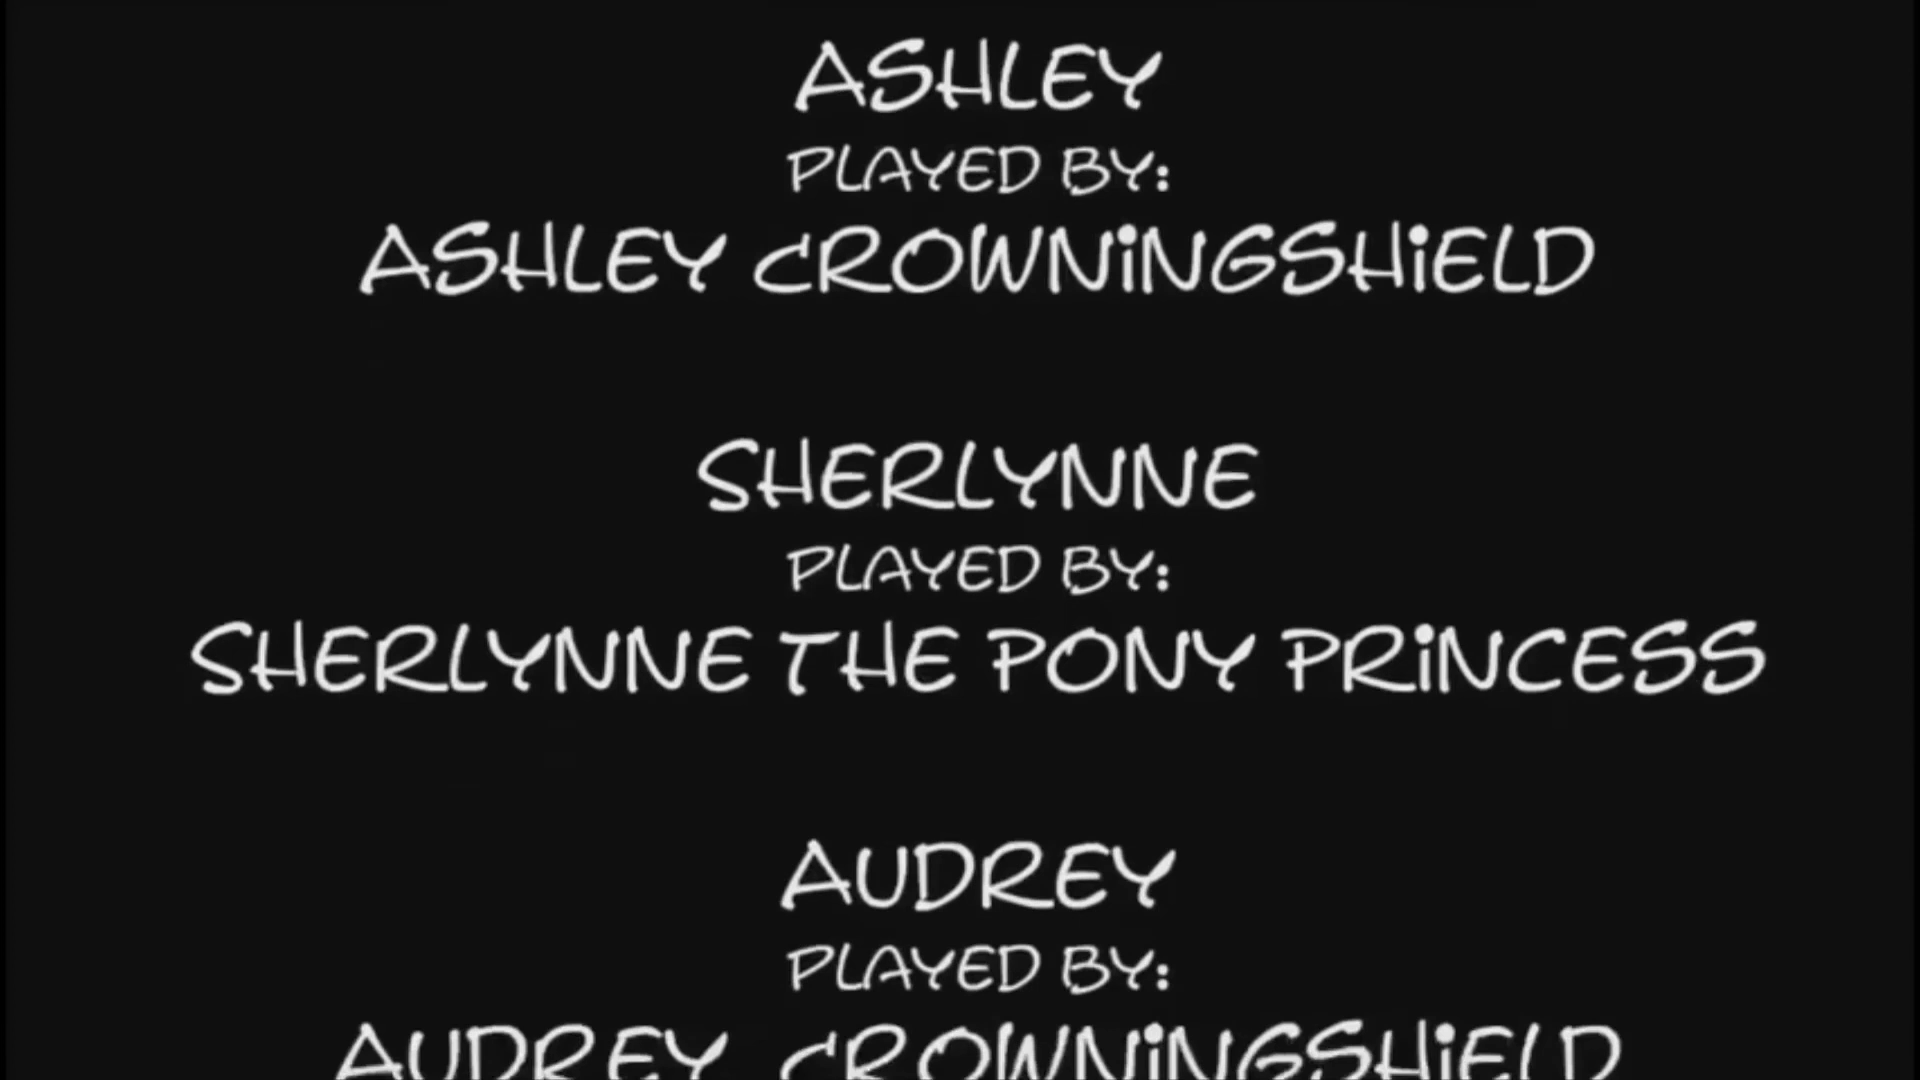 ASHLEY
PLAYED BY:
ASHLEY CROWNiNGSHiELD
SHERLYNNE
PLAYED BY:
SHERLYNNE THE PONY PRiNCESS
AUDREY
PLAYED BY:
AUDREY CROWNiNGSHiELD